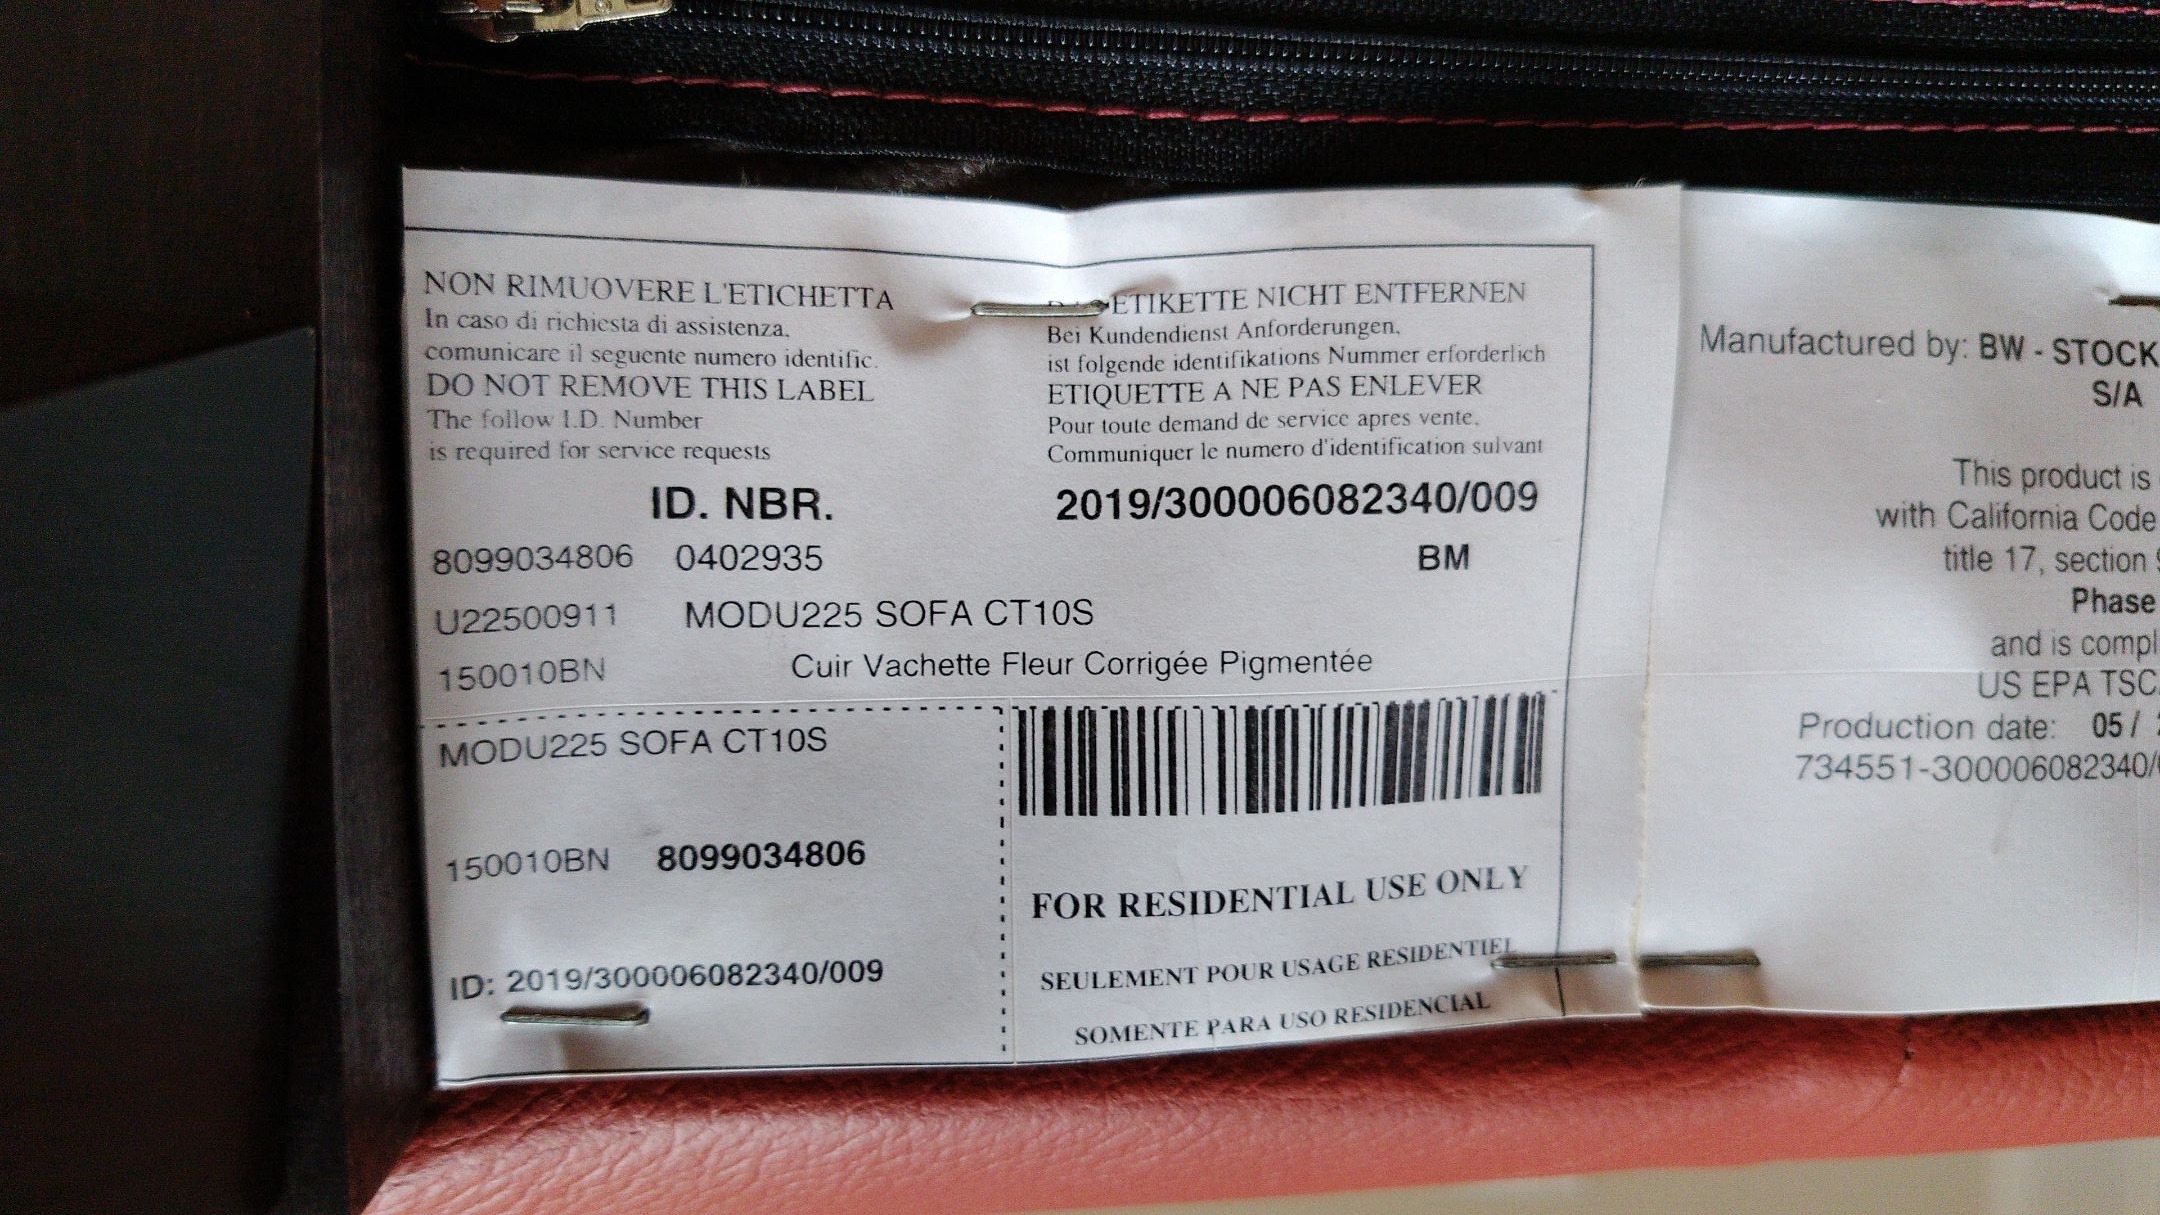 NON RIMUOVERE L'ETICHETTA
In caso di richiesta di assistenza,
comunicare il seguente numero identific.
DO NOT REMOVE THIS LABEL
The follow I.D. Number
is required for service requests
ETIKETTE NICHT ENTFERNEN
Bei Kundendienst Anforderungen,
ist folgende identifikations Nummer erforderlich
ETIQUETTE A NE PAS ENLEVER
Pour toute demand de service apres vente,
Communiquer le numero d'identification sulvant
ID. NBR. 2019/300006082340/009
8099034806 0402935 BM
U22500911 MODU225 SOFA CT10S
150010BN Cuir Vachette Fleur Corrigée Pigmentée
MODU225 SOFA CT10S
150010BN 8099034806
ID: 2019/300006082340/009
FOR RESIDENTIAL USE ONLY
SEULEMENT POUR USAGE RESIDENTIEL
SOMENTE PARA USO RESIDENCIAL
Manufactured by: BW - STOCK
S/A
This product is
with California Code
title 17, section
Phase
and is compl
US EPA TSC
Production date: 05/
734551-300006082340/